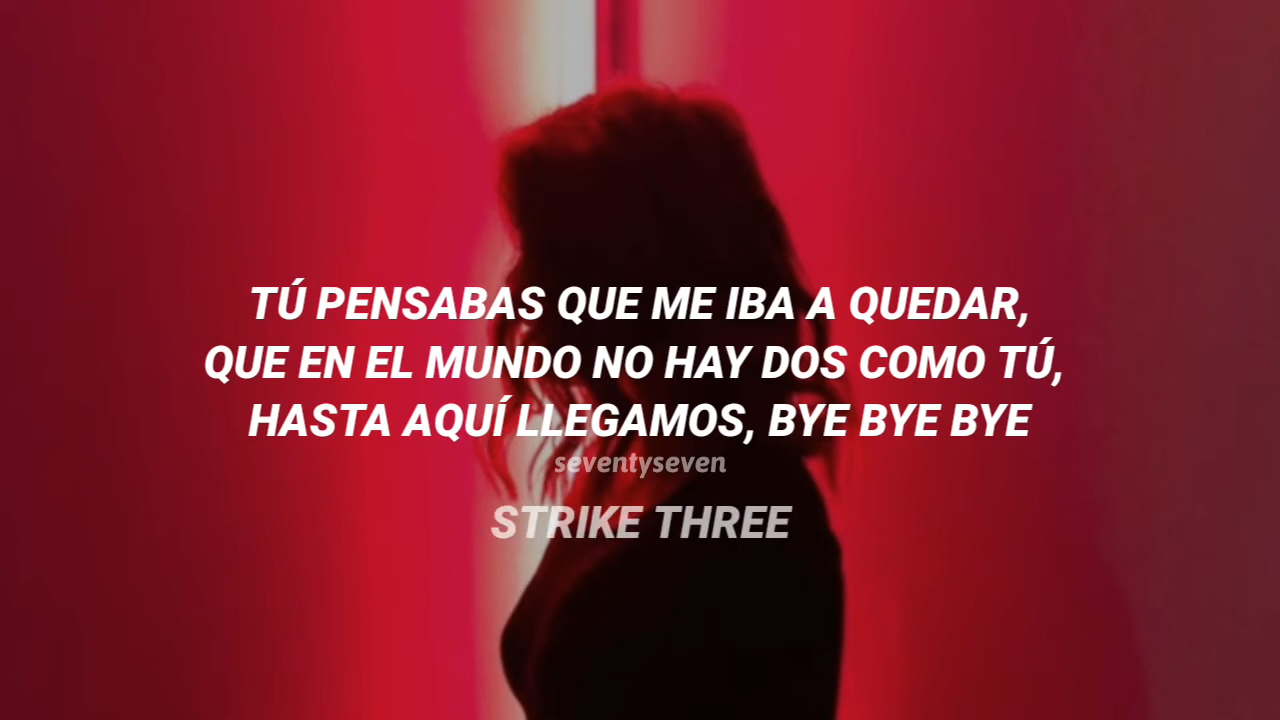 TÚ PENSABAS QUE ME IBA A QUEDAR,
QUE EN EL MUNDO NO HAY DOS COMO TÚ,
HASTA AQUÍ LLEGAMOS, BYE BYE BYE
seventyseven
STRIKE THREE